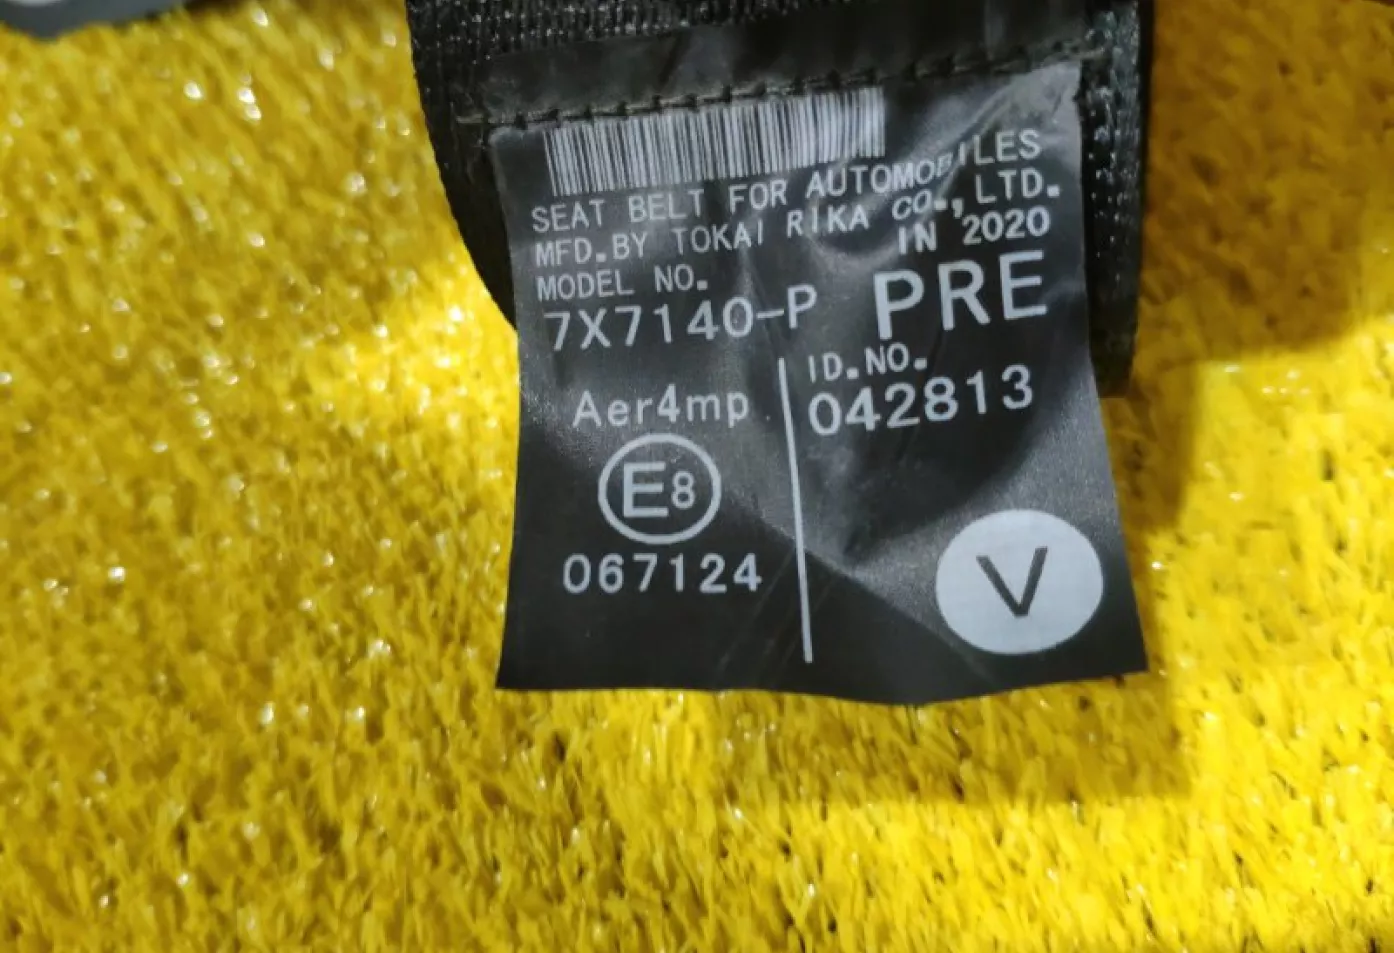 SEAT BELT FOR AUTOMOBILES
MFD.BY TOKAI RIKA CO.,LTD.
IN 2020
MODEL NO.
7X7140-P PRE
ID.NO.
042813
Aer4mp
E8
067124
V